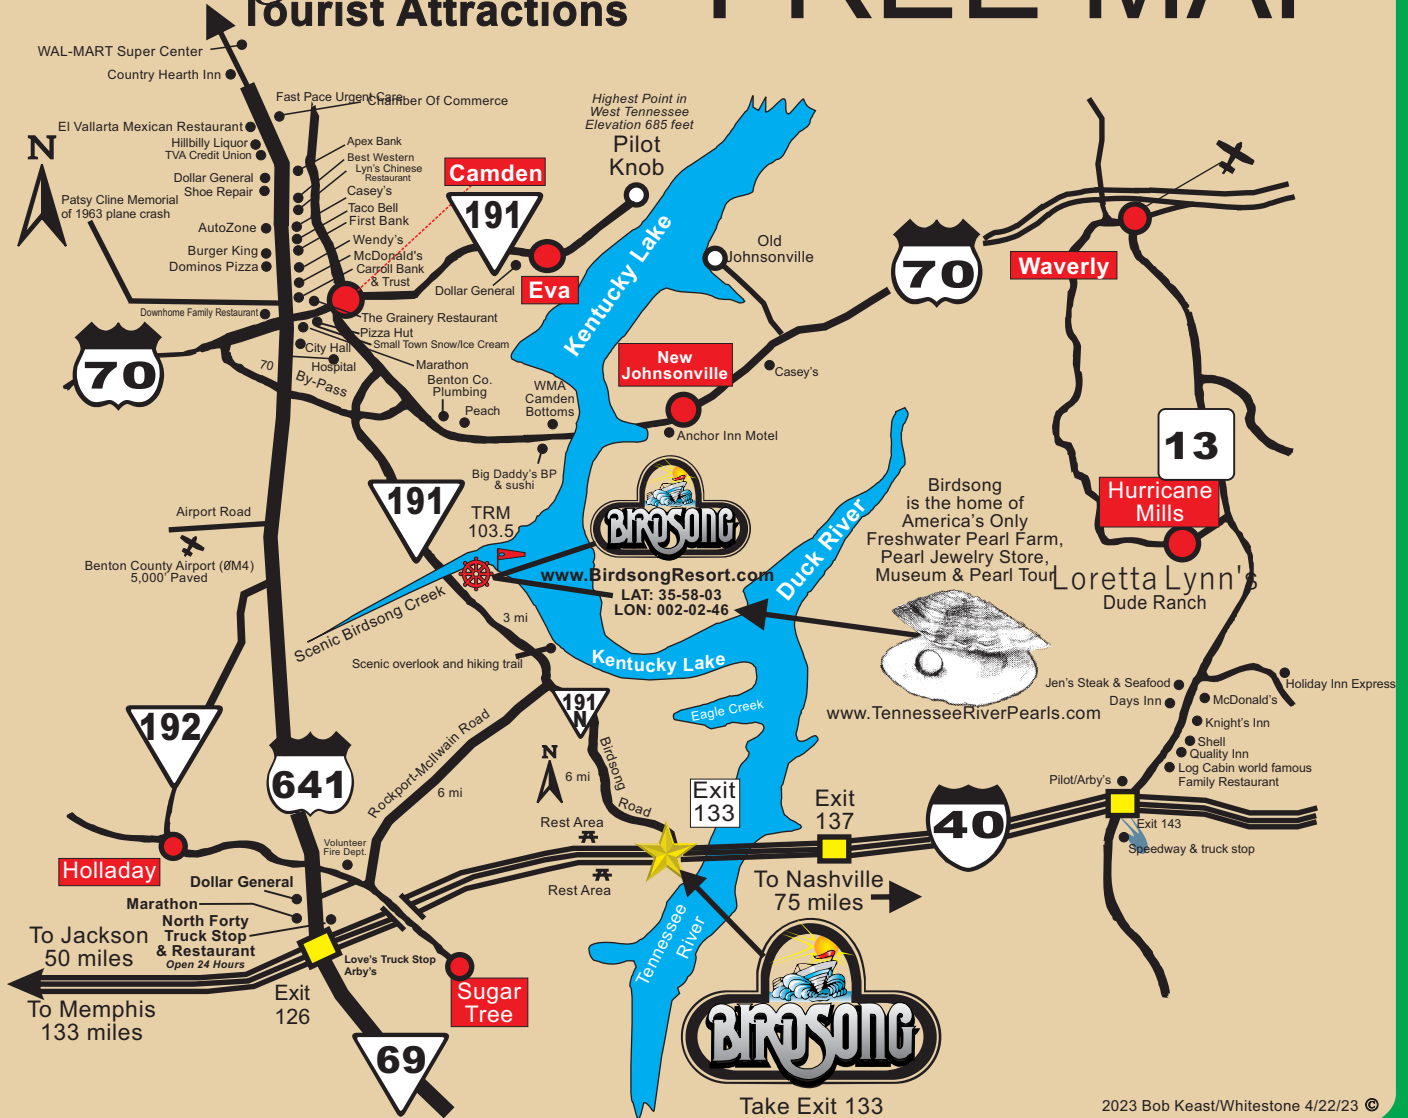 Tourist Attractions
FREE MAP
WAL-MART Super Center
Country Hearth Inn
Fast Pace Urgent Care
Chamber Of Commerce
El Vallarta Mexican Restaurant
Hillbilly Liquor
TVA Credit Union
Dollar General
Shoe Repair
N
Patsy Cline Memorial
of 1963 plane crash
AutoZone
Burger King
Dominos Pizza
Downhome Family Restaurant
Apex Bank
Best Western
Lyn's Chinese
Restaurant
Casey's
Taco Bell
First Bank
Wendy's
McDonald's
Carroll Bank
& Trust
The Grainery Restaurant
Pizza Hut
Small Town Snow/Ice Cream
City Hall
Hospital
Marathon
Benton Co.
Plumbing
Peach
70
70
By-Pass
Camden
191
Dollar General
Eva
Highest Point in
West Tennessee
Elevation 685 feet
Pilot
Knob
Kentucky Lake
Old
Johnsonville
70
New
Johnsonville
Casey's
Anchor Inn Motel
WMA
Camden
Bottoms
Big Daddy's BP
& sushi
Waverly
13
Hurricane
Mills
Loretta Lynn's
Dude Ranch
191
TRM
103.5
BIRDSONG
www.BirdsongResort.com
LAT: 35-58-03
LON: 002-02-46
Duck River
Birdsong
is the home of
America's Only
Freshwater Pearl Farm,
Pearl Jewelry Store,
Museum & Pearl Tour
www.TennesseeRiverPearls.com
Airport Road
Benton County Airport (ØM4)
5,000' Paved
Scenic Birdsong Creek
3 mi
Scenic overlook and hiking trail
Kentucky Lake
Eagle Creek
191
N
N
6 mi
Birdsong
Road
Rockport-McIlwain Road
6 mi
192
641
Jen's Steak & Seafood
Days Inn
Holiday Inn Express
McDonald's
Knight's Inn
Shell
Quality Inn
Log Cabin world famous
Family Restaurant
Pilot/Arby's
Exit 143
Speedway & truck stop
Exit
133
Exit
137
40
To Nashville
75 miles
Rest Area
Rest Area
Holladay
Volunteer
Fire Dept.
Dollar General
Marathon
North Forty
Truck Stop
& Restaurant
Open 24 Hours
To Jackson
50 miles
To Memphis
133 miles
Exit
126
Love's Truck Stop
Arby's
Sugar
Tree
69
Tennessee
River
BIRDSONG
Take Exit 133
2023 Bob Keast/Whitestone 4/22/23 ©